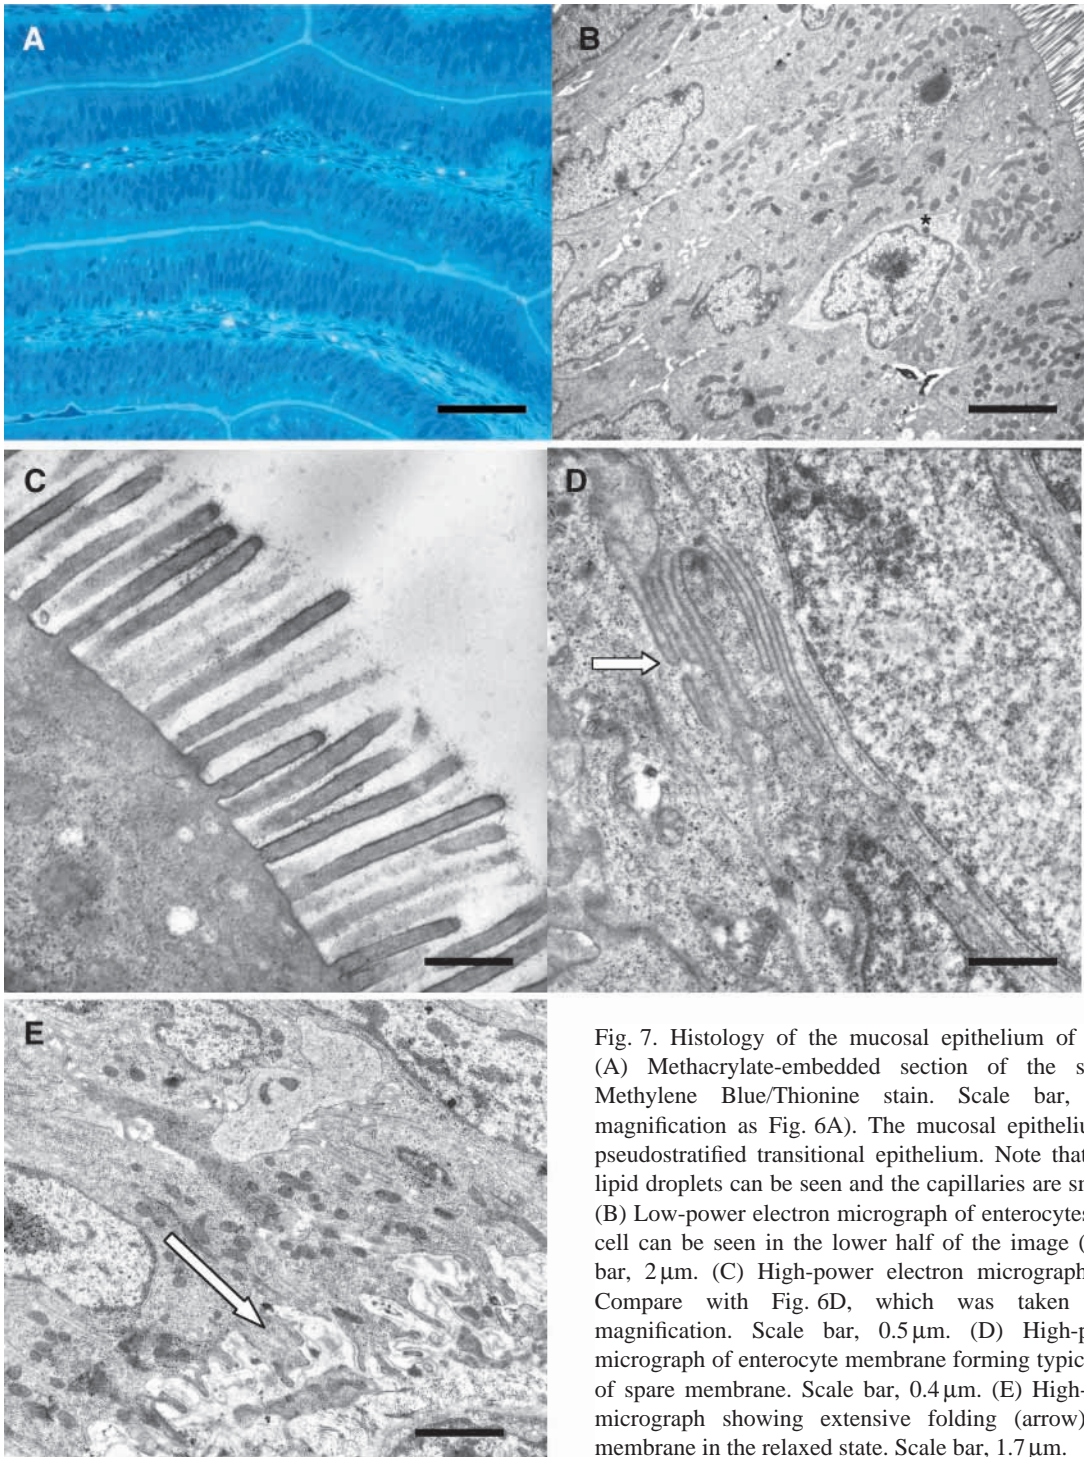 A
B
*
C
D
E
Fig. 7. Histology of the mucosal epithelium of
(A) Methacrylate-embedded section of the s
Methylene Blue/Thionine stain. Scale bar,
magnification as Fig. 6A). The mucosal epitheliu
pseudostratified transitional epithelium. Note that
lipid droplets can be seen and the capillaries are sm
(B) Low-power electron micrograph of enterocytes
cell can be seen in the lower half of the image (
bar, 2 μm. (C) High-power electron micrograph
Compare with Fig. 6D, which was taken
magnification. Scale bar, 0.5 μm. (D) High-p
micrograph of enterocyte membrane forming typic
of spare membrane. Scale bar, 0.4 μm. (E) High-
micrograph showing extensive folding (arrow)
membrane in the relaxed state. Scale bar, 1.7 μm.